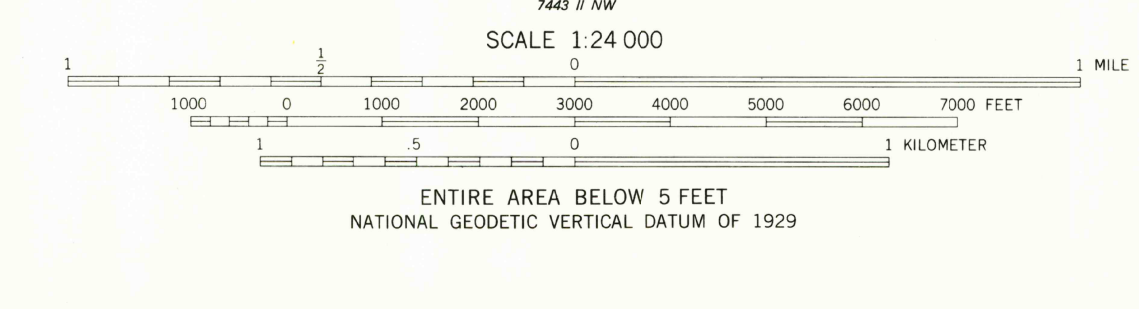 7443 II NW
SCALE 1:24 000
1 1/2 0 1 MILE
1000 0 1000 2000 3000 4000 5000 6000 7000 FEET
1 .5 0 1 KILOMETER
ENTIRE AREA BELOW 5 FEET
NATIONAL GEODETIC VERTICAL DATUM OF 1929